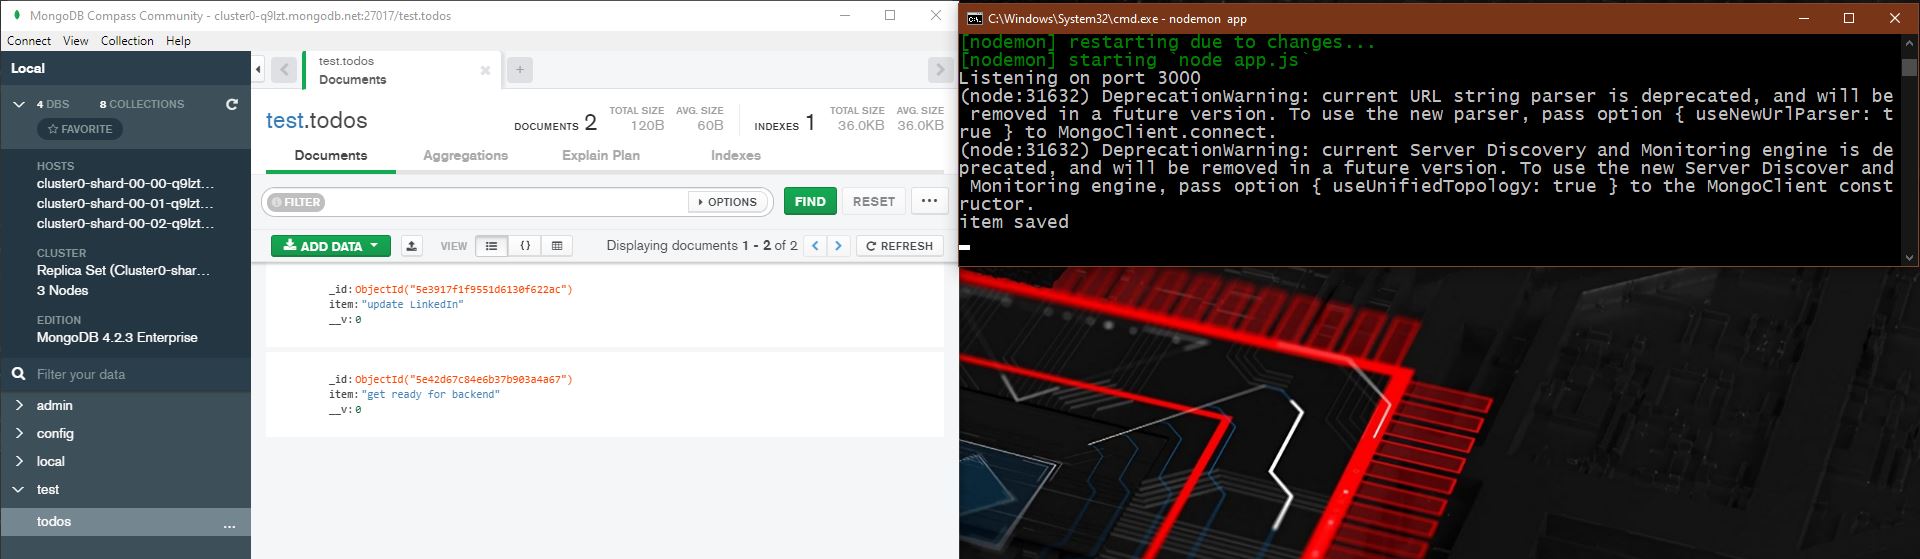 MongoDB Compass Community - cluster0-q9lzt.mongodb.net:27017/test.todos
Connect View Collection Help
Local
4 DBS 8 COLLECTIONS
FAVORITE
HOSTS
cluster0-shard-00-00-q9lzt...
cluster0-shard-00-01-q9lzt...
cluster0-shard-00-02-q9lzt...
CLUSTER
Replica Set (Cluster0-shar...
3 Nodes
EDITION
MongoDB 4.2.3 Enterprise
Filter your data
admin
config
local
test
todos ...
test.todos
Documents
test.todos
DOCUMENTS 2 TOTAL SIZE 120B AVG. SIZE 60B INDEXES 1 TOTAL SIZE 36.0KB AVG. SIZE 36.0KB
Documents Aggregations Explain Plan Indexes
FILTER OPTIONS FIND RESET ...
ADD DATA VIEW {} Displaying documents 1 - 2 of 2 REFRESH
_id: ObjectId("5e3917f1f9551d6130f622ac")
item: "update LinkedIn"
__v: 0
_id: ObjectId("5e42d67c84e6b37b903a4a67")
item: "get ready for backend"
__v: 0
C:\Windows\System32\cmd.exe - nodemon app
[nodemon] restarting due to changes...
[nodemon] starting `node app.js`
Listening on port 3000
(node:31632) DeprecationWarning: current URL string parser is deprecated, and will be
removed in a future version. To use the new parser, pass option { useNewUrlParser: t
rue } to MongoClient.connect.
(node:31632) DeprecationWarning: current Server Discovery and Monitoring engine is de
precated, and will be removed in a future version. To use the new Server Discover and
Monitoring engine, pass option { useUnifiedTopology: true } to the MongoClient const
ructor.
item saved